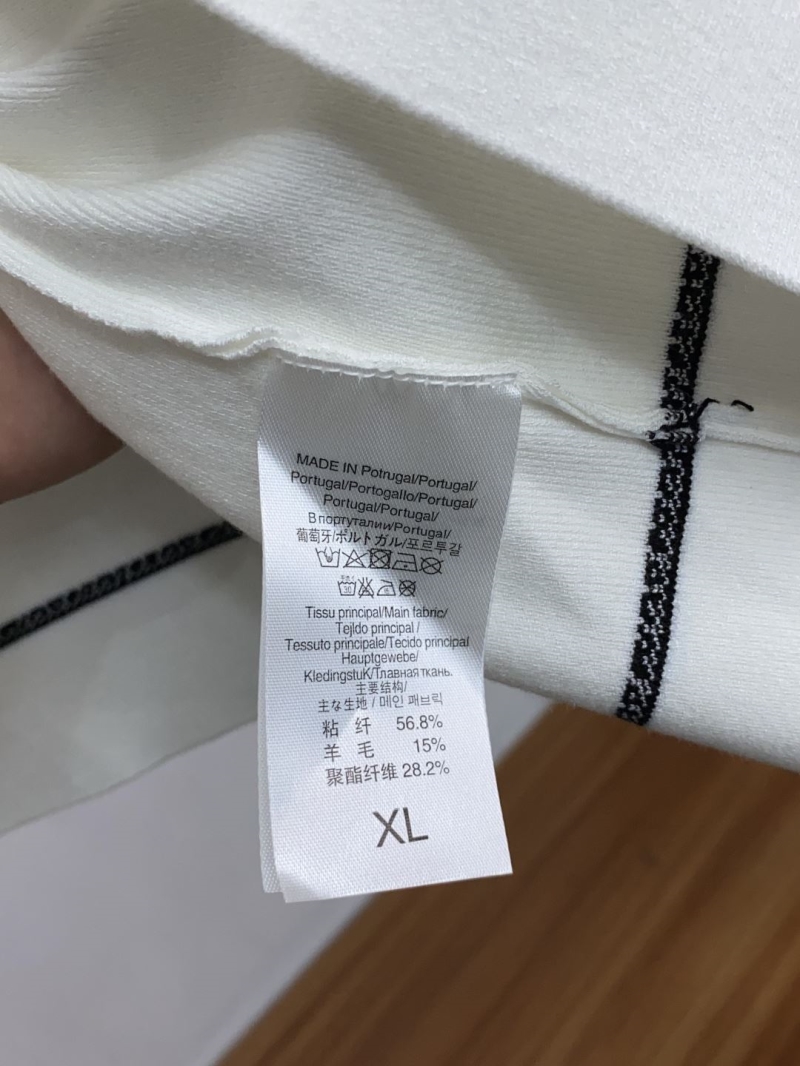 MADE IN Potrugal/Portugal/
Portugal/Portogallo/Portugal/
Portugal/Portugal/
В португалии/Portugal/
葡萄牙/ポルトガル/포르투갈
30
Tissu principal/Main fabric/
Tejldo principal /
Tessuto principale/Tecido principal
Hauptgewebe/
KledingstuK/Главная ткань.
主要结构/
主な生地 / 메인 패브릭
粘 纤 56.8%
羊 毛 15%
聚酯纤维 28.2%
XL